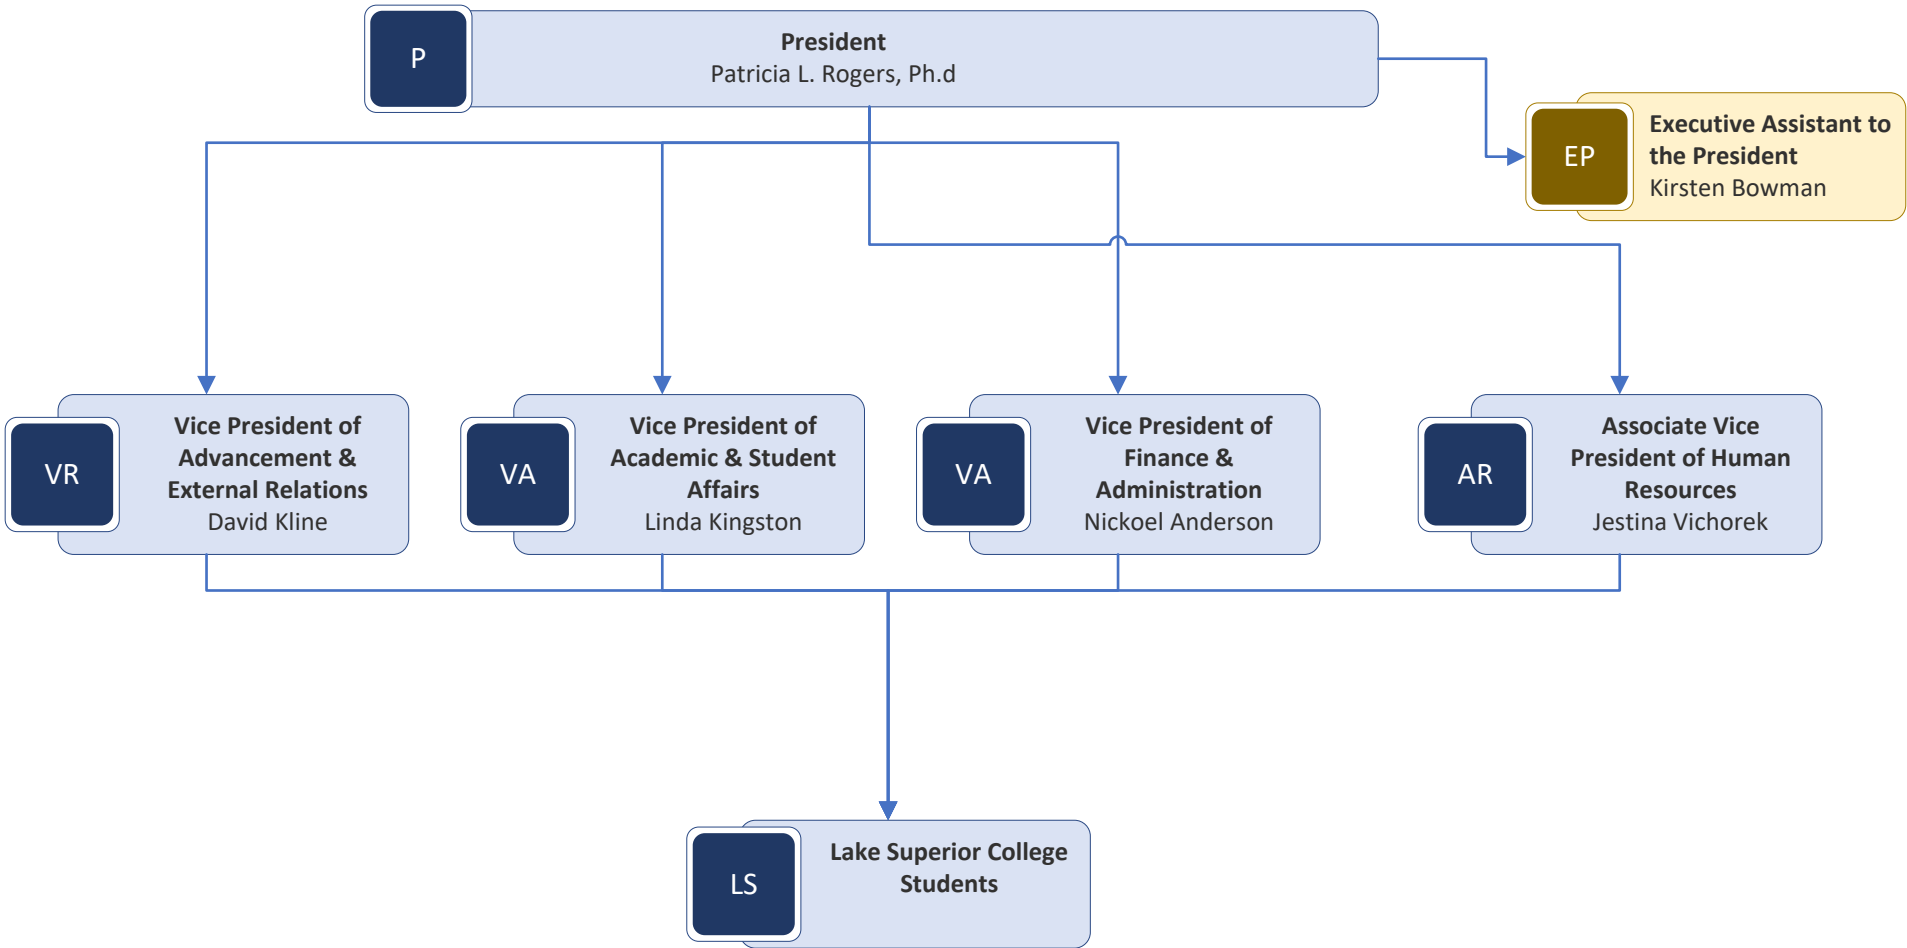 P
President
Patricia L. Rogers, Ph.d
EP
Executive Assistant to
the President
Kirsten Bowman
VR
Vice President of
Advancement &
External Relations
David Kline
VA
Vice President of
Academic & Student
Affairs
Linda Kingston
VA
Vice President of
Finance &
Administration
Nickoel Anderson
AR
Associate Vice
President of Human
Resources
Jestina Vichorek
LS
Lake Superior College
Students